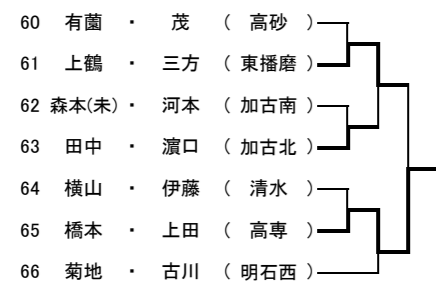 60 有薗 ・ 茂 ( 高砂 )
61 上鶴 ・ 三方 ( 東播磨 )
62 森本(未) ・ 河本 ( 加古南 )
63 田中 ・ 濵口 ( 加古北 )
64 横山 ・ 伊藤 ( 清水 )
65 橋本 ・ 上田 ( 高専 )
66 菊地 ・ 古川 ( 明石西 )